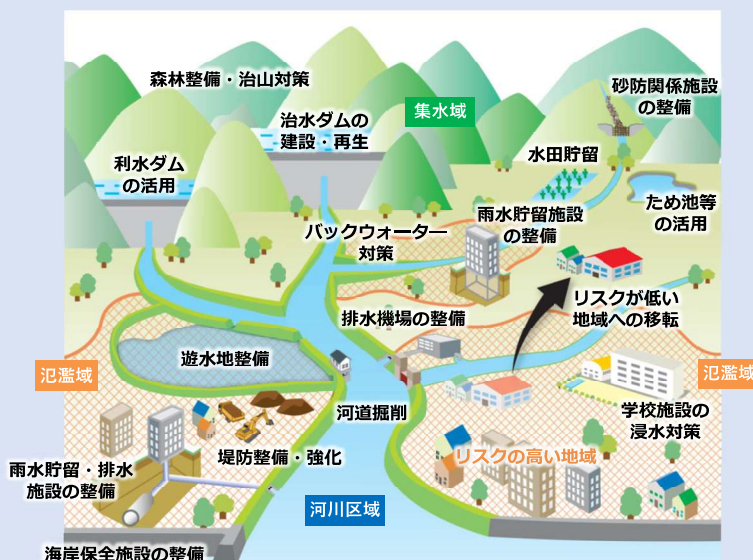 森林整備・治山対策
砂防関係施設
の整備
集水域
治水ダムの
建設・再生
水田貯留
利水ダム
の活用
ため池等
の活用
雨水貯留施設
の整備
バックウォーター
対策
リスクが低い
地域への移転
排水機場の整備
遊水地整備
氾濫域
氾濫域
河道掘削
学校施設の
浸水対策
堤防整備・強化
リスクの高い地域
雨水貯留・排水
施設の整備
河川区域
海岸保全施設の整備